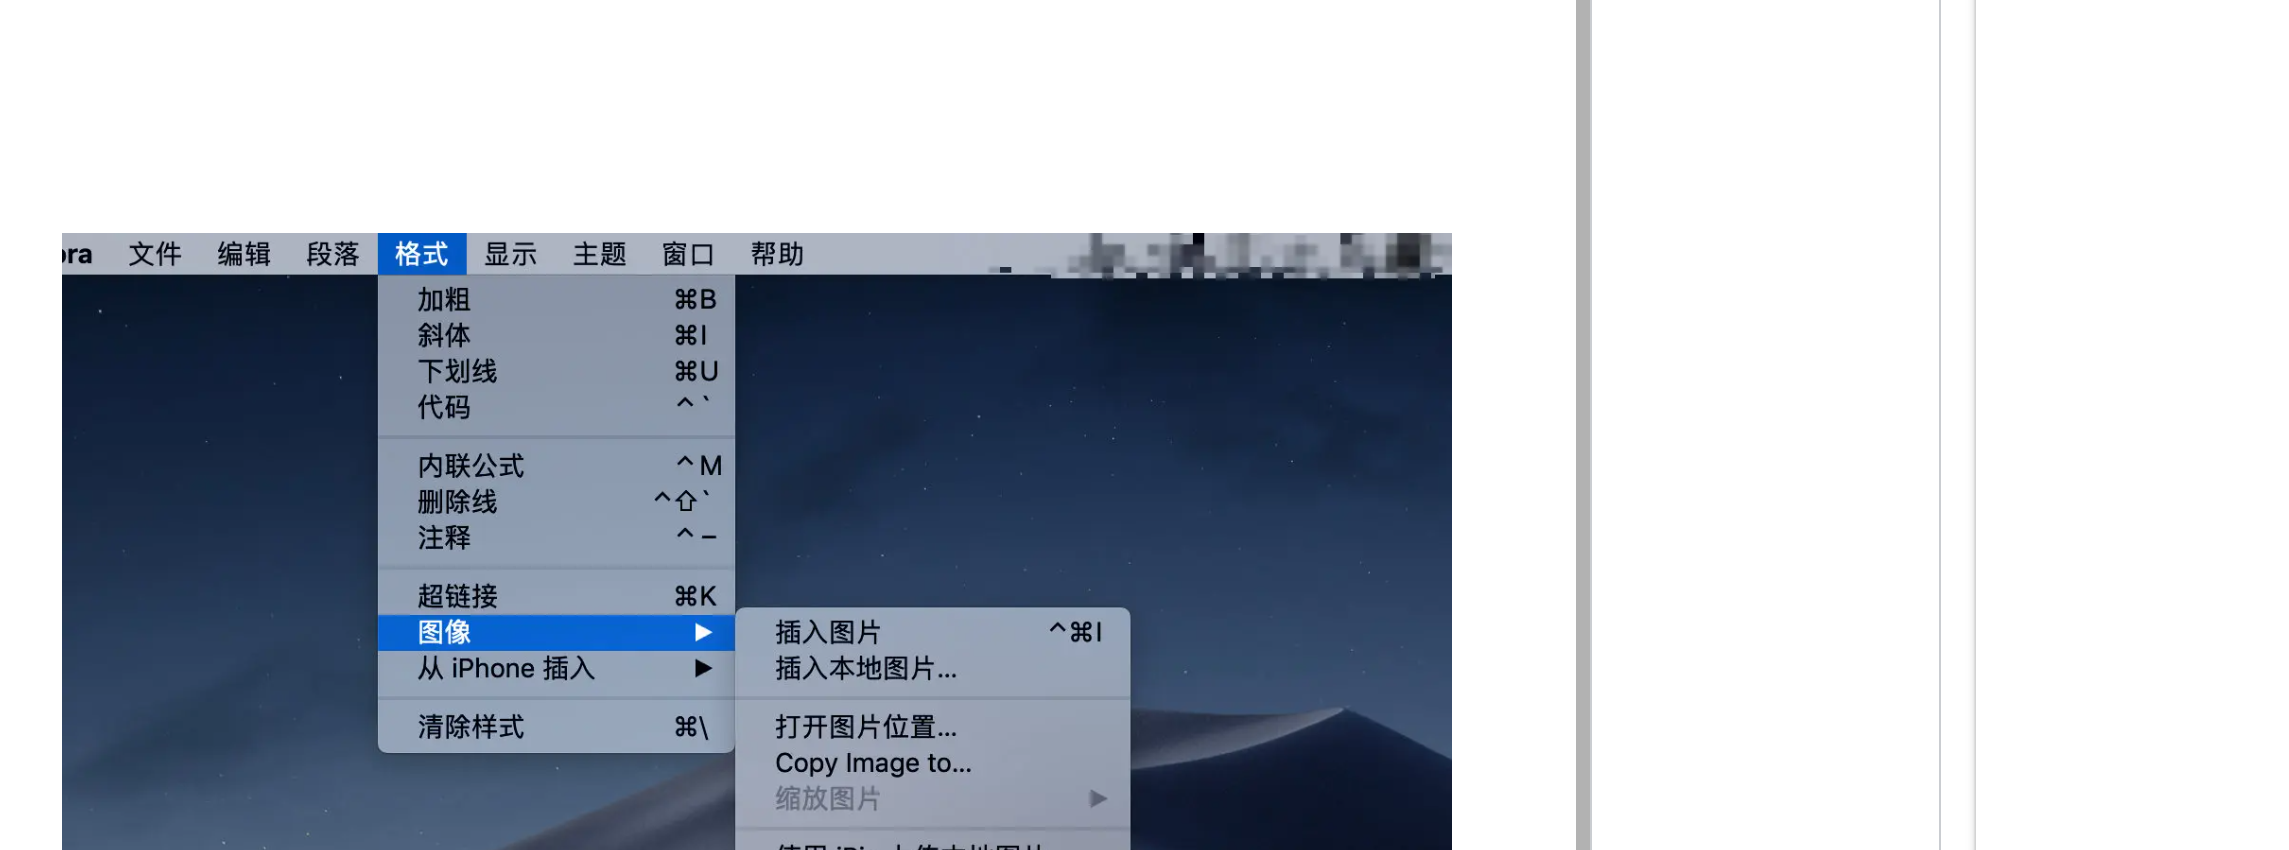 ora 文件 编辑 段落 格式 显示 主题 窗口 帮助
加粗 ⌘B
斜体 ⌘I
下划线 ⌘U
代码 ^`
内联公式 ^M
删除线 ^⇧`
注释 ^-
超链接 ⌘K
图像 ▶
从 iPhone 插入 ▶
清除样式 ⌘\
插入图片 ^⌘I
插入本地图片...
打开图片位置...
Copy Image to...
缩放图片 ▶